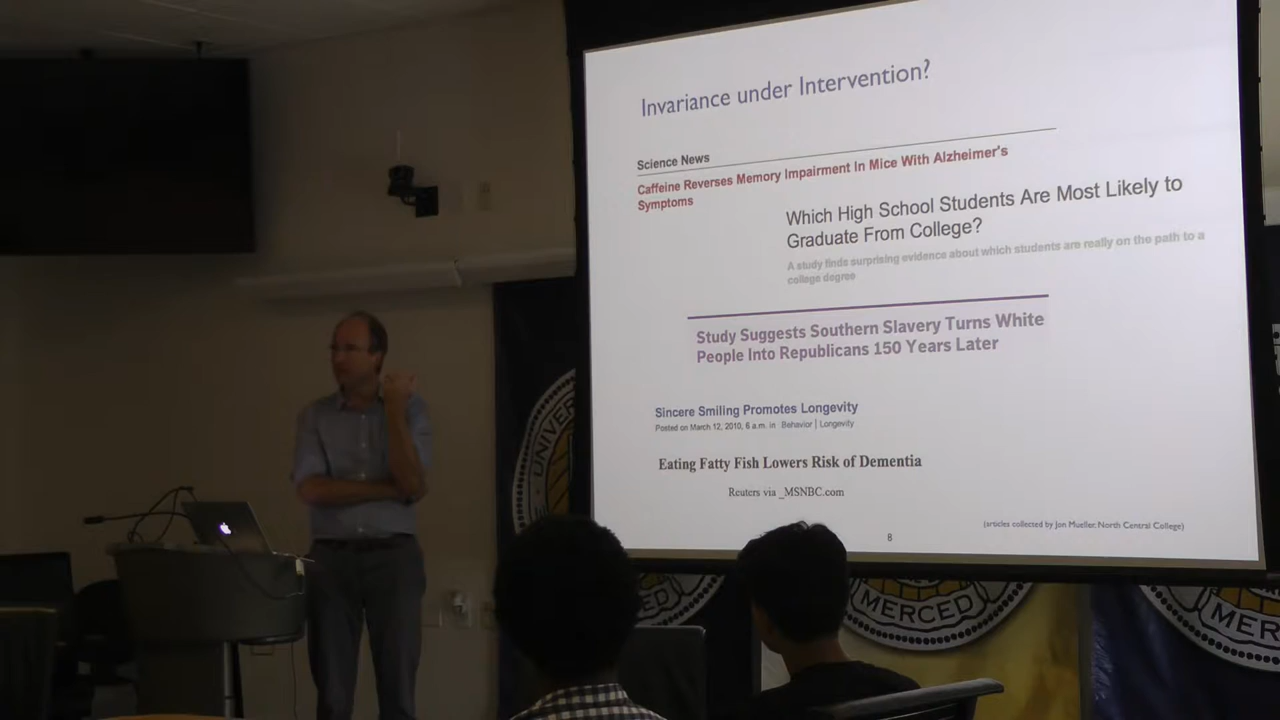 Invariance under Intervention?
Science News
Caffeine Reverses Memory Impairment In Mice With Alzheimer's
Symptoms
Which High School Students Are Most Likely to
Graduate From College?
A study finds surprising evidence about which students are really on the path to a
college degree
Study Suggests Southern Slavery Turns White
People Into Republicans 150 Years Later
Sincere Smiling Promotes Longevity
Posted on March 12, 2010, 6 a.m. in Behavior | Longevity
Eating Fatty Fish Lowers Risk of Dementia
Reuters via _MSNBC.com
(articles collected by Jon Mueller, North Central College)
8
UNIVER
MERCED
MER